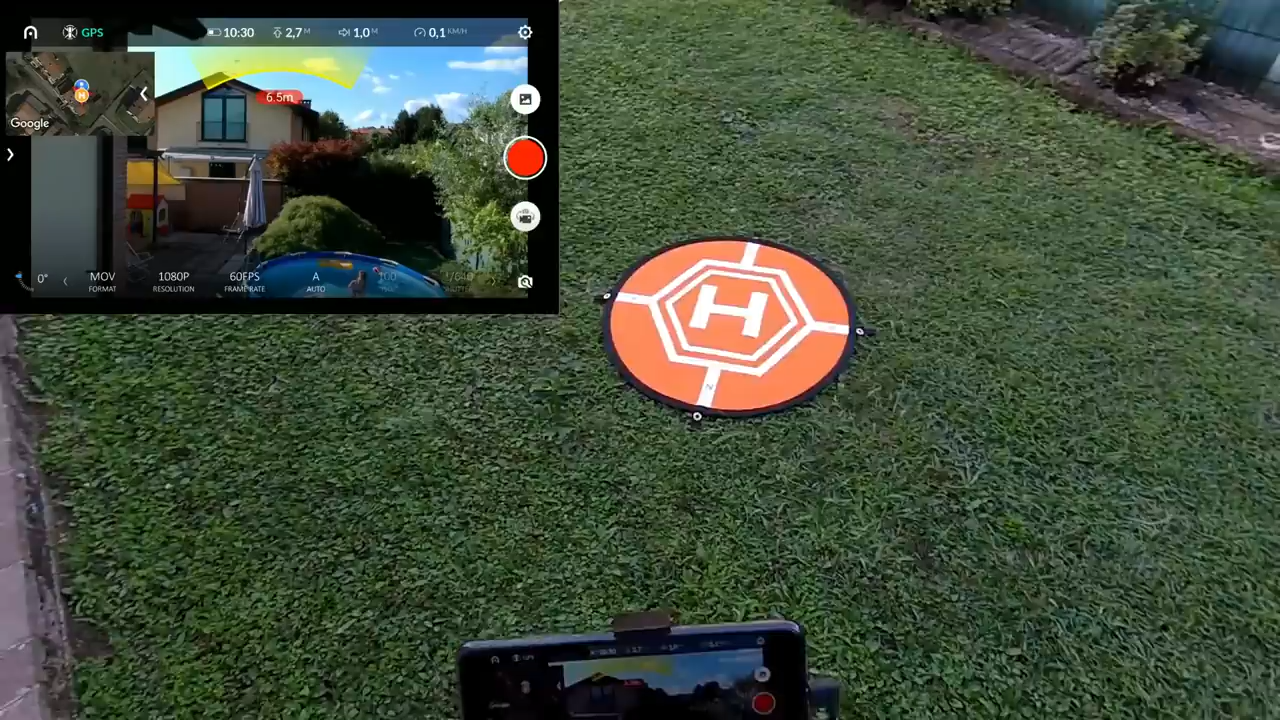 GPS
10:30
2,7 M
1,0 M
0,1 KM/H
6.5m
Google
0°
MOV
FORMAT
1080P
RESOLUTION
60FPS
FRAME RATE
A
AUTO
100
H
N